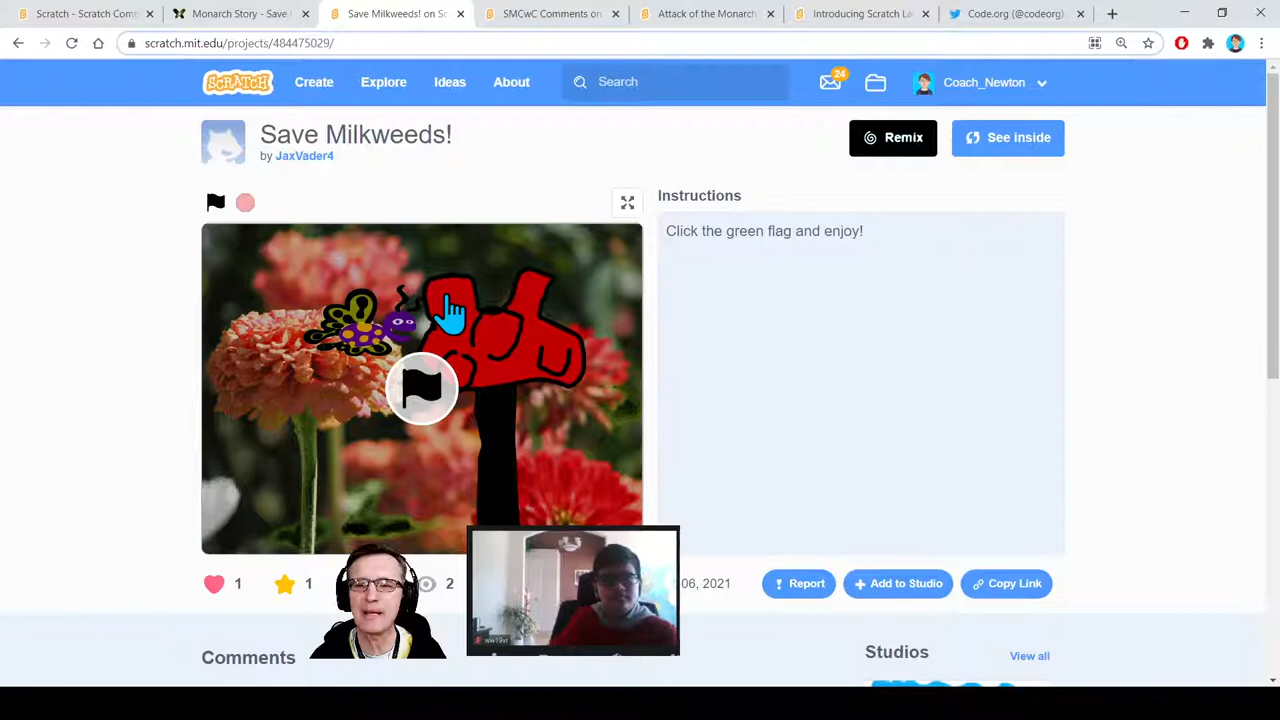 Scratch - Scratch Com
Monarch Story - Save
Save Milkweeds! on Sc
SMCwC Comments on
Attack of the Monarch
Introducing Scratch La
Code.org (@codeorg)
scratch.mit.edu/projects/484475029/
SCRATCH
Create
Explore
Ideas
About
Search
24
Coach_Newton
Save Milkweeds!
by JaxVader4
Remix
See inside
Instructions
Click the green flag and enjoy!
1
1
2
06, 2021
Report
Add to Studio
Copy Link
ww19vr
Comments
Studios
View all